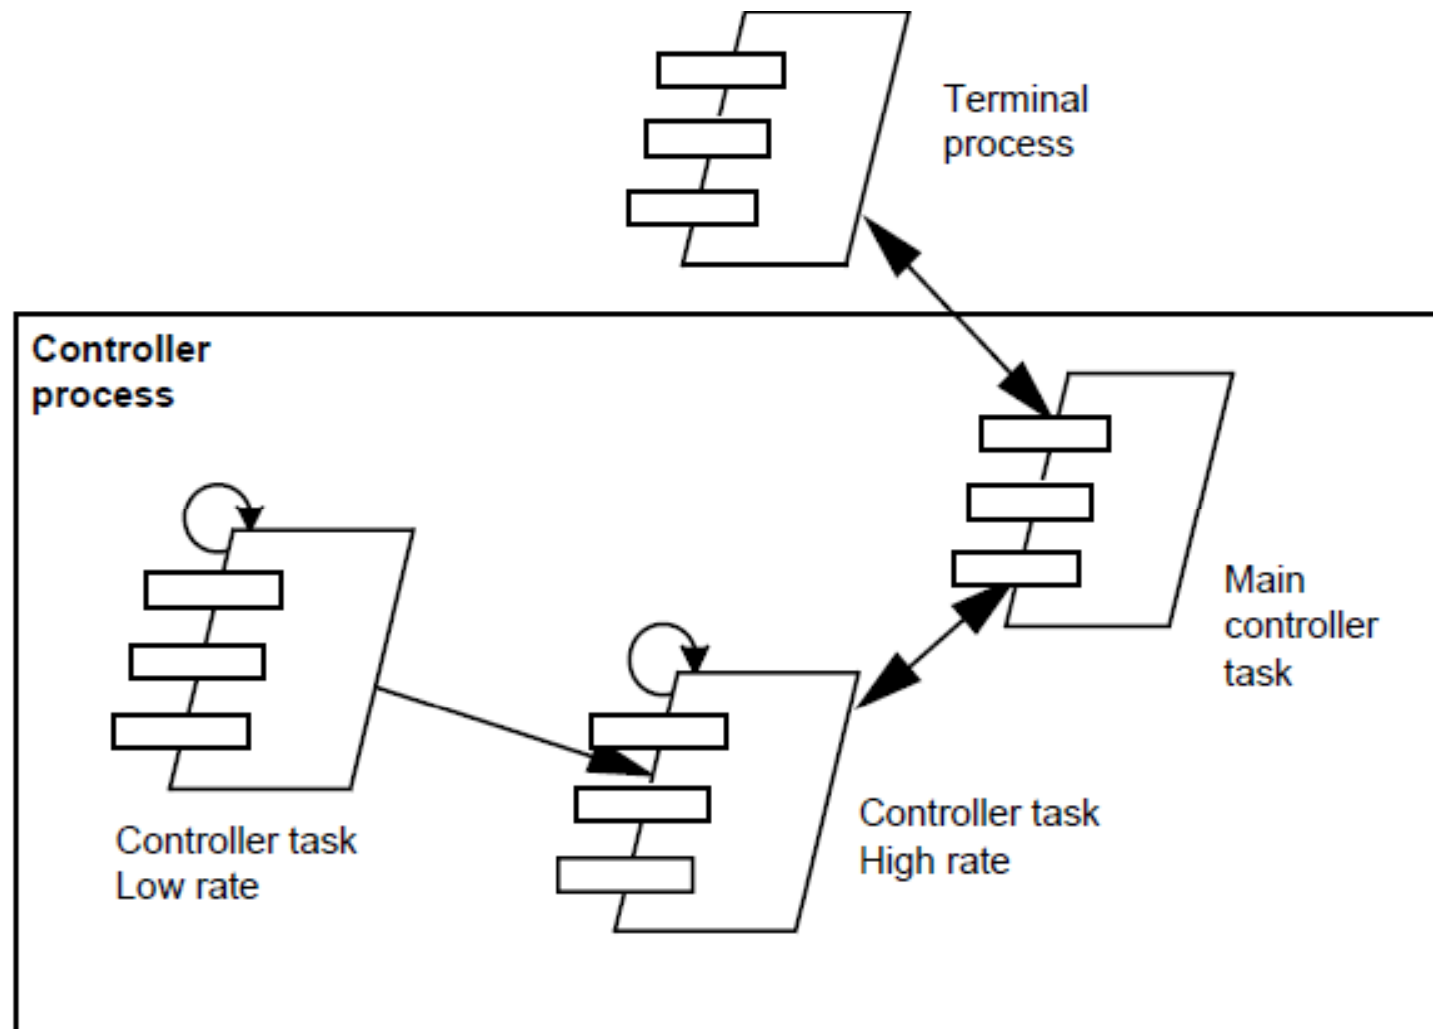 Terminal
process
Controller
process
Main
controller
task
Controller task
Low rate
Controller task
High rate